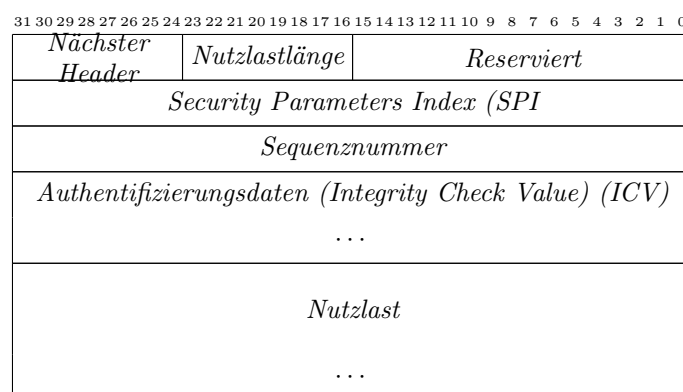 31 30 29 28 27 26 25 24 23 22 21 20 19 18 17 16 15 14 13 12 11 10 9 8 7 6 5 4 3 2 1 0
Nächster Header Nutzlastlänge Reserviert
Security Parameters Index (SPI
Sequenznummer
Authentifizierungsdaten (Integrity Check Value) (ICV)
...
Nutzlast
...